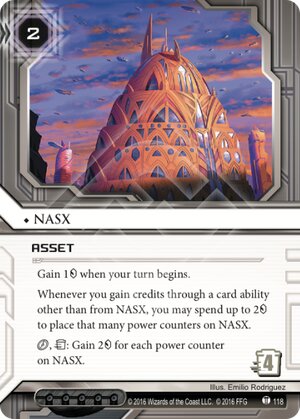 2
♦ NASX
ASSET
Gain 1 when your turn begins.
Whenever you gain credits through a card ability
other than from NASX, you may spend up to 2
to place that many power counters on NASX.
, : Gain 2 for each power counter
on NASX.
4
Illus. Emilio Rodriguez
© 2016 Wizards of the Coast LLC. © 2016 FFG 118